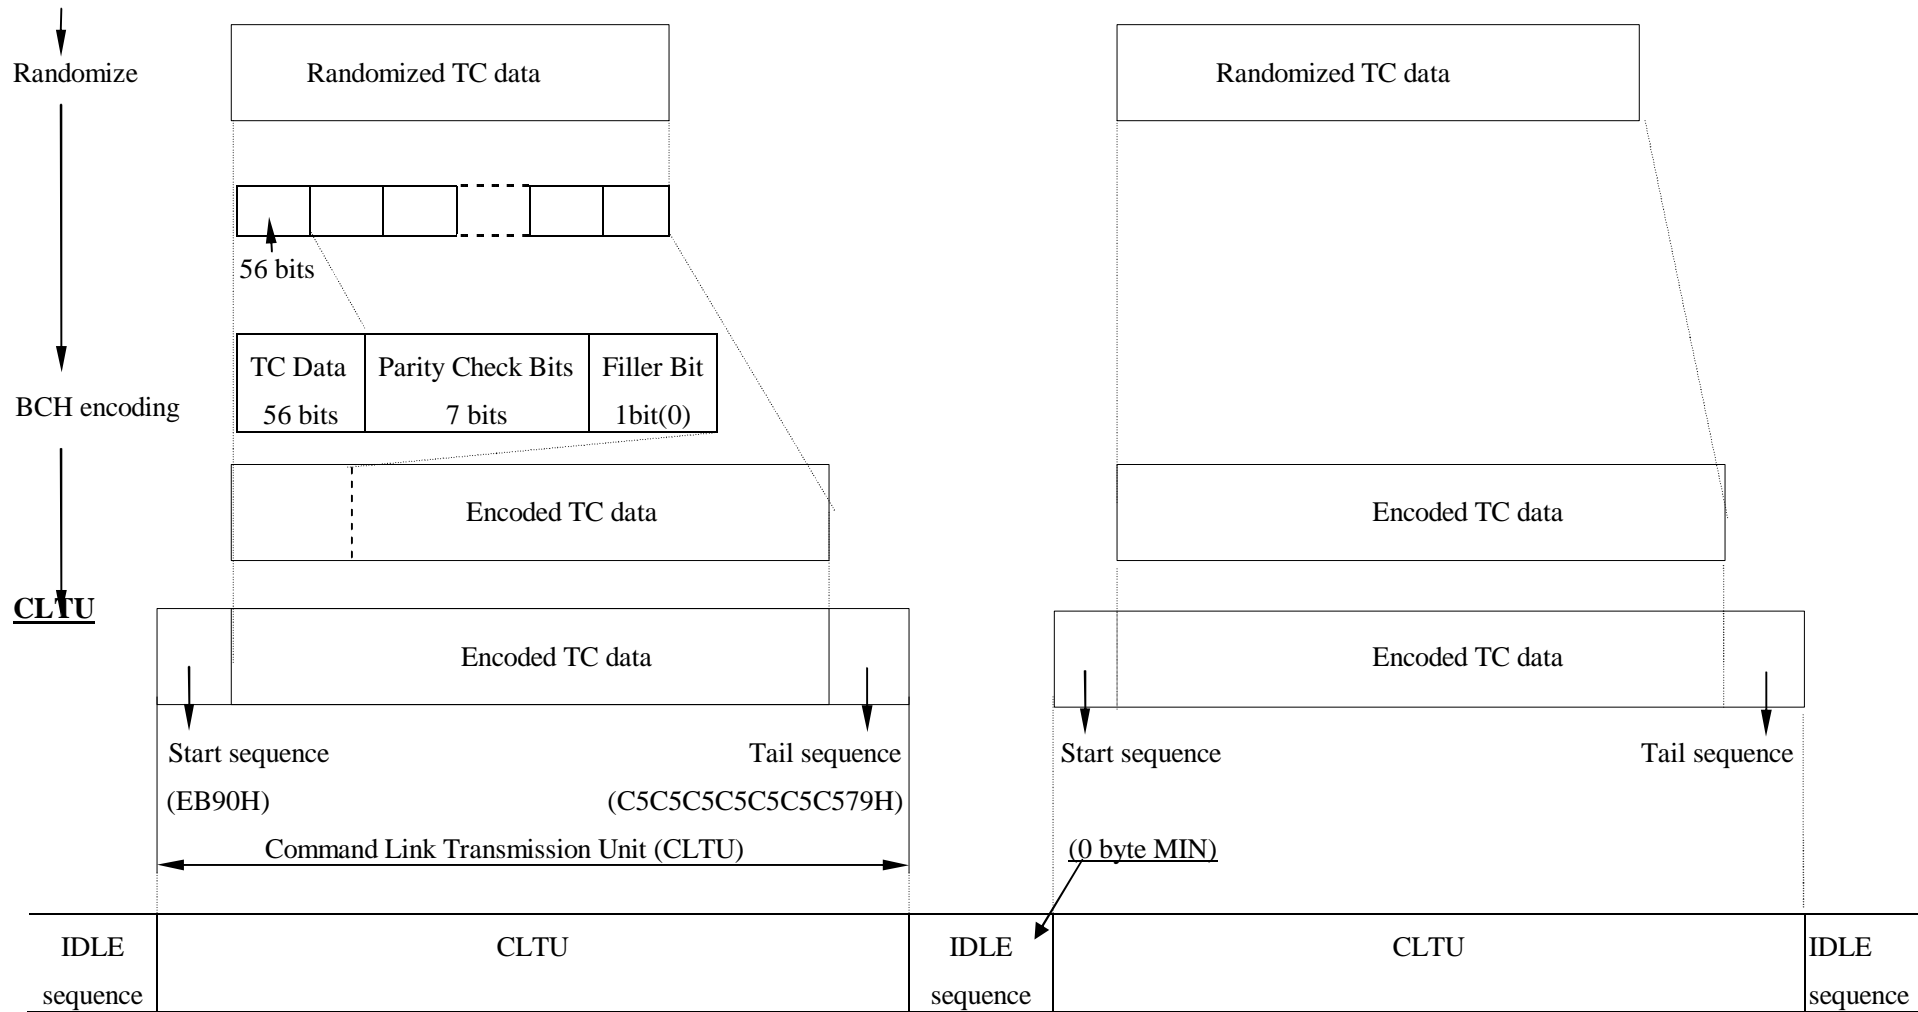 Randomize
Randomized TC data
Randomized TC data
56 bits
TC Data
56 bits
Parity Check Bits
7 bits
Filler Bit
1bit(0)
BCH encoding
Encoded TC data
Encoded TC data
CLTU
Encoded TC data
Encoded TC data
Start sequence
(EB90H)
Tail sequence
(C5C5C5C5C5C5C579H)
Start sequence
Tail sequence
Command Link Transmission Unit (CLTU)
(0 byte MIN)
IDLE
sequence
CLTU
IDLE
sequence
CLTU
IDLE
sequence